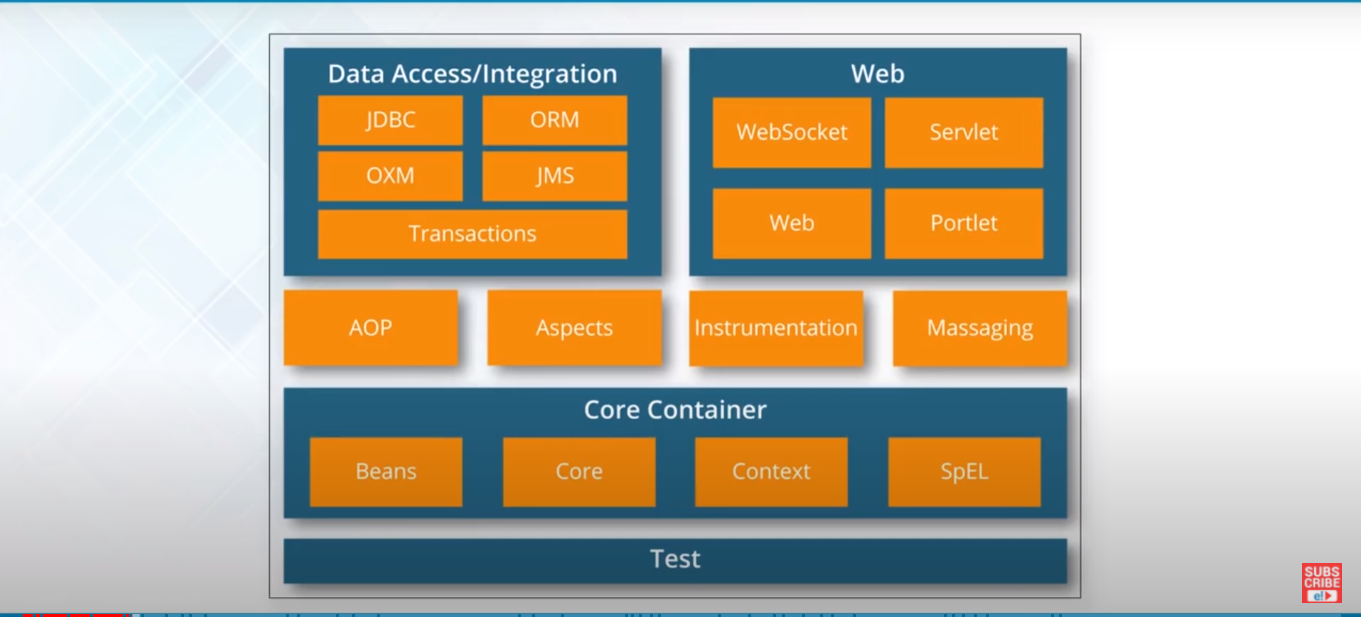 Data Access/Integration
JDBC
ORM
OXM
JMS
Transactions
Web
WebSocket
Servlet
Web
Portlet
AOP
Aspects
Instrumentation
Massaging
Core Container
Beans
Core
Context
SpEL
Test
SUBS
CRIBE
e!